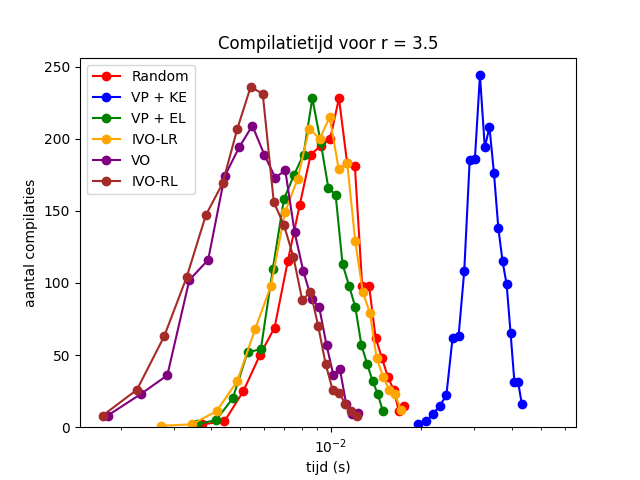 Compilatietijd voor r = 3.5
250
200
150
100
50
0
aantal compilaties
Random
VP + KE
VP + EL
IVO-LR
VO
IVO-RL
10⁻²
tijd (s)